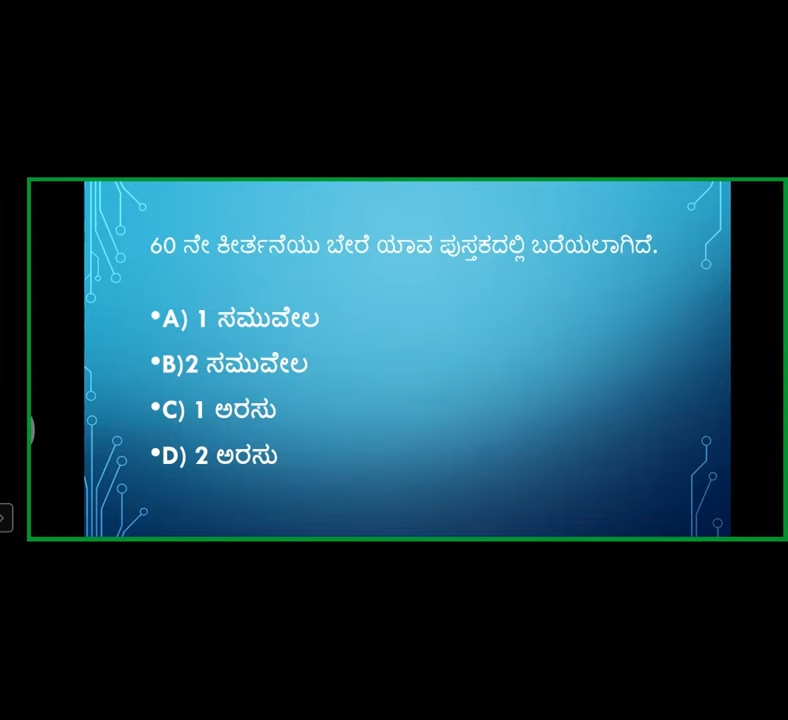 60 ನೇ ಕೀರ್ತನೆಯು ಬೇರೆ ಯಾವ ಪುಸ್ತಕದಲ್ಲಿ ಬರೆಯಲಾಗಿದೆ.
•A) 1 ಸಮುವೇಲ
•B)2 ಸಮುವೇಲ
•C) 1 ಅರಸು
•D) 2 ಅರಸು